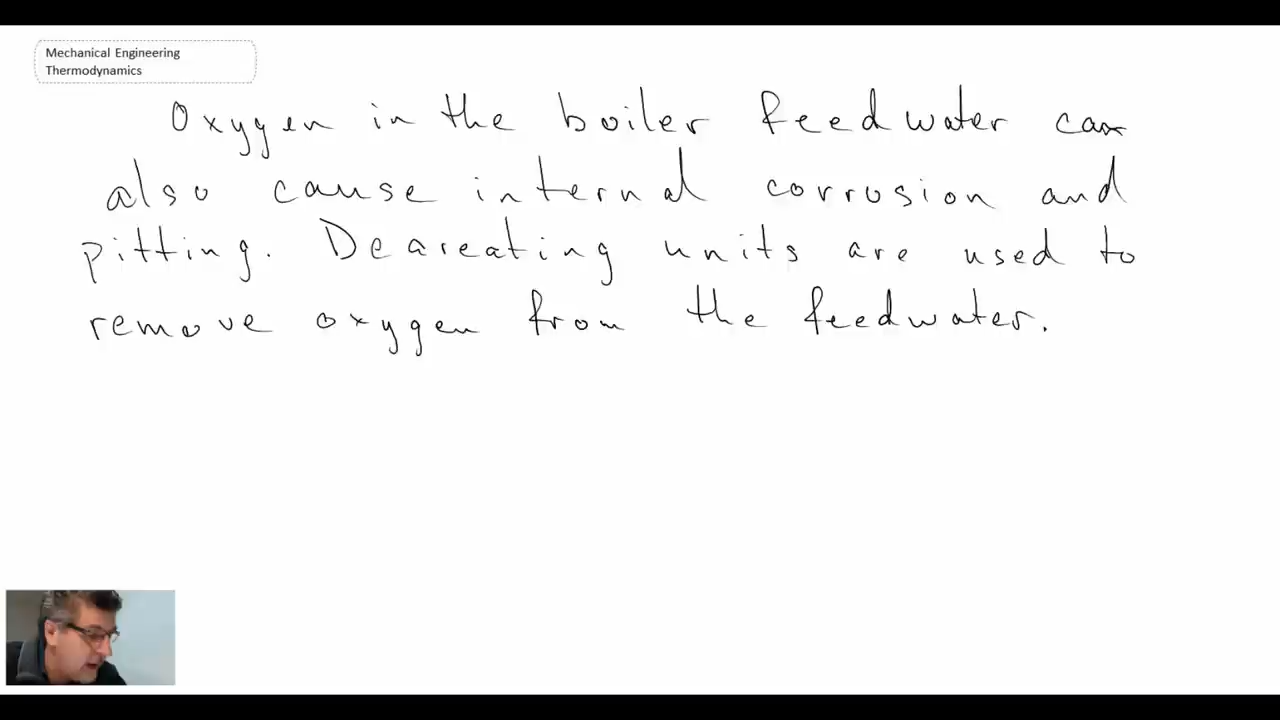 Mechanical Engineering
Thermodynamics
Oxygen in the boiler feedwater can
also cause internal corrosion and
pitting. Deareating units are used to
remove oxygen from the feedwater.